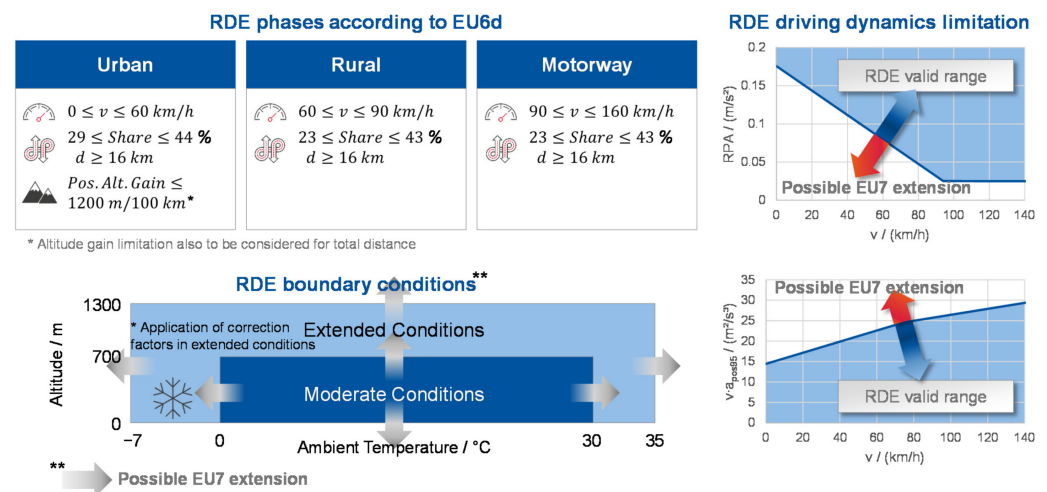 RDE phases according to EU6d
Urban
0 ≤ v ≤ 60 km/h
29 ≤ Share ≤ 44 %
d ≥ 16 km
Pos. Alt. Gain ≤
1200 m/100 km*
Rural
60 ≤ v ≤ 90 km/h
23 ≤ Share ≤ 43 %
d ≥ 16 km
Motorway
90 ≤ v ≤ 160 km/h
23 ≤ Share ≤ 43 %
d ≥ 16 km
* Altitude gain limitation also to be considered for total distance
RDE driving dynamics limitation
RPA / (m/s²)
0.2
0.15
0.1
0.05
0
RDE valid range
Possible EU7 extension
0 20 40 60 80 100 120 140
v / (km/h)
RDE boundary conditions**
Altitude / m
1300
700
0
* Application of correction
factors in extended conditions
Extended Conditions
Moderate Conditions
−7 0 30 35
Ambient Temperature / °C
** Possible EU7 extension
v·apos95 / (m²/s³)
35
30
25
20
15
10
5
0
Possible EU7 extension
RDE valid range
0 20 40 60 80 100 120 140
v / (km/h)